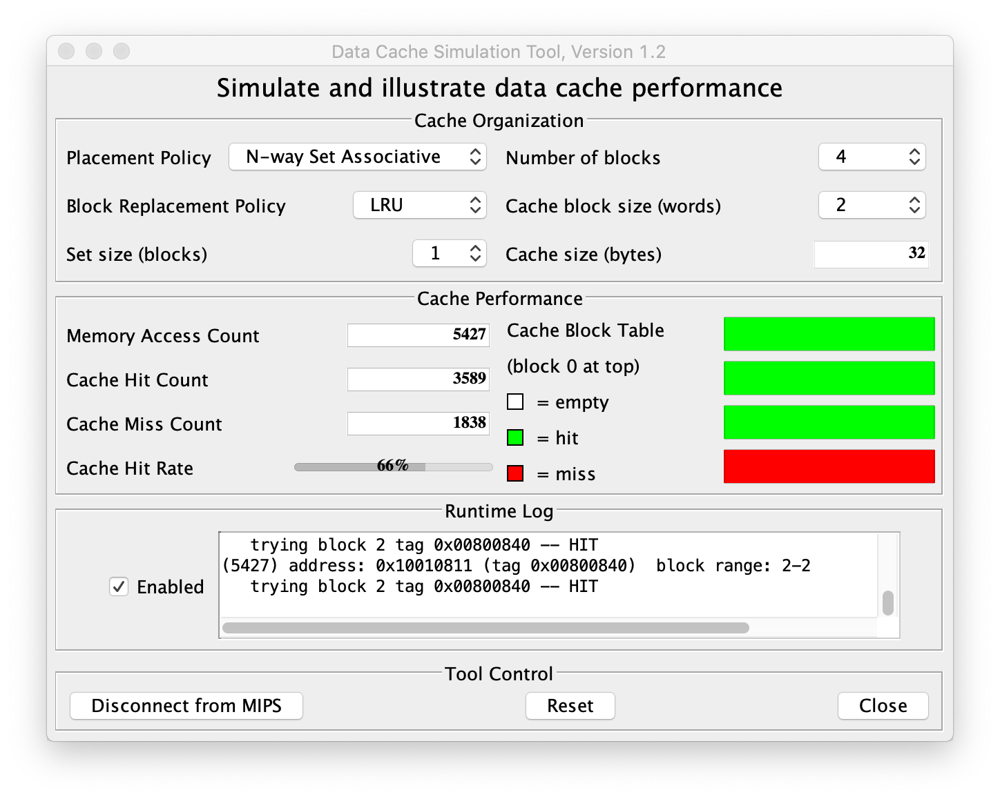 Data Cache Simulation Tool, Version 1.2
Simulate and illustrate data cache performance
Cache Organization
Placement Policy N-way Set Associative Number of blocks 4
Block Replacement Policy LRU Cache block size (words) 2
Set size (blocks) 1 Cache size (bytes) 32
Cache Performance
Memory Access Count 5427
Cache Hit Count 3589
Cache Miss Count 1838
Cache Hit Rate 66%
Cache Block Table
(block 0 at top)
= empty
= hit
= miss
Runtime Log
Enabled
trying block 2 tag 0x00800840 -- HIT
(5427) address: 0x10010811 (tag 0x00800840)  block range: 2-2
trying block 2 tag 0x00800840 -- HIT
Tool Control
Disconnect from MIPS Reset Close